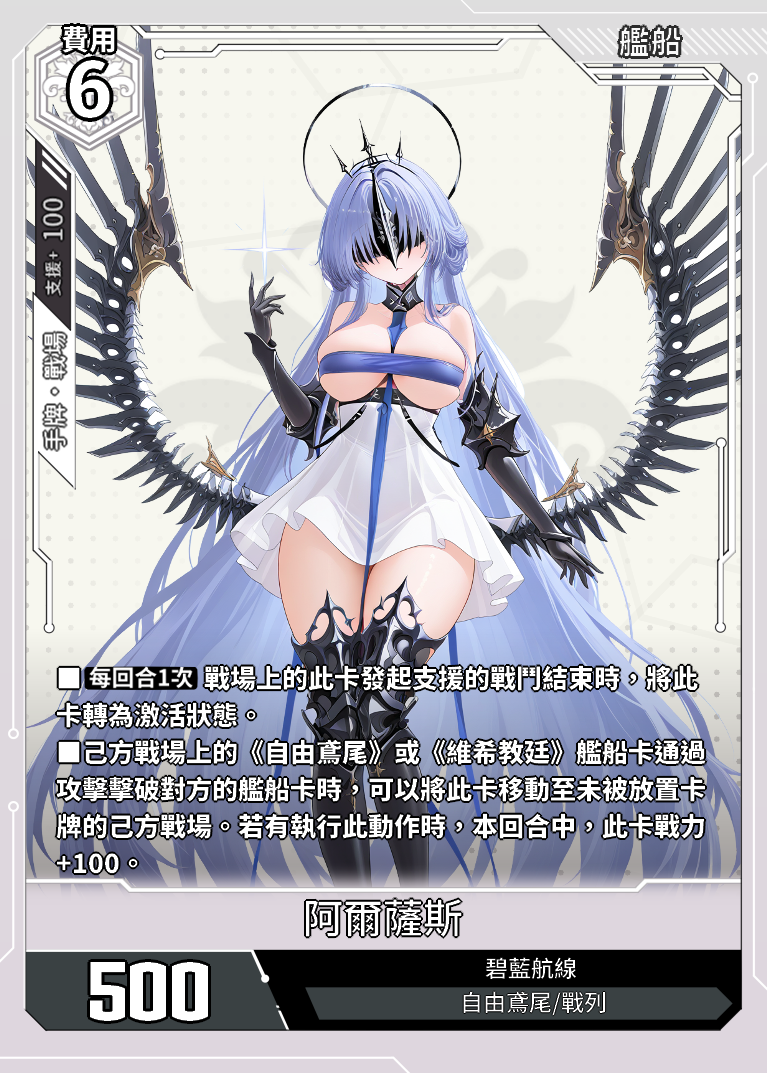 費用
6
艦船
支援+ 100
手牌・戰場
■ 每回合1次 戰場上的此卡發起支援的戰鬥結束時，將此
卡轉為激活狀態。
■己方戰場上的《自由鳶尾》或《維希教廷》艦船卡通過
攻擊擊破對方的艦船卡時，可以將此卡移動至未被放置卡
牌的己方戰場。若有執行此動作時，本回合中，此卡戰力
+100。
阿爾薩斯
500
碧藍航線
自由鳶尾/戰列